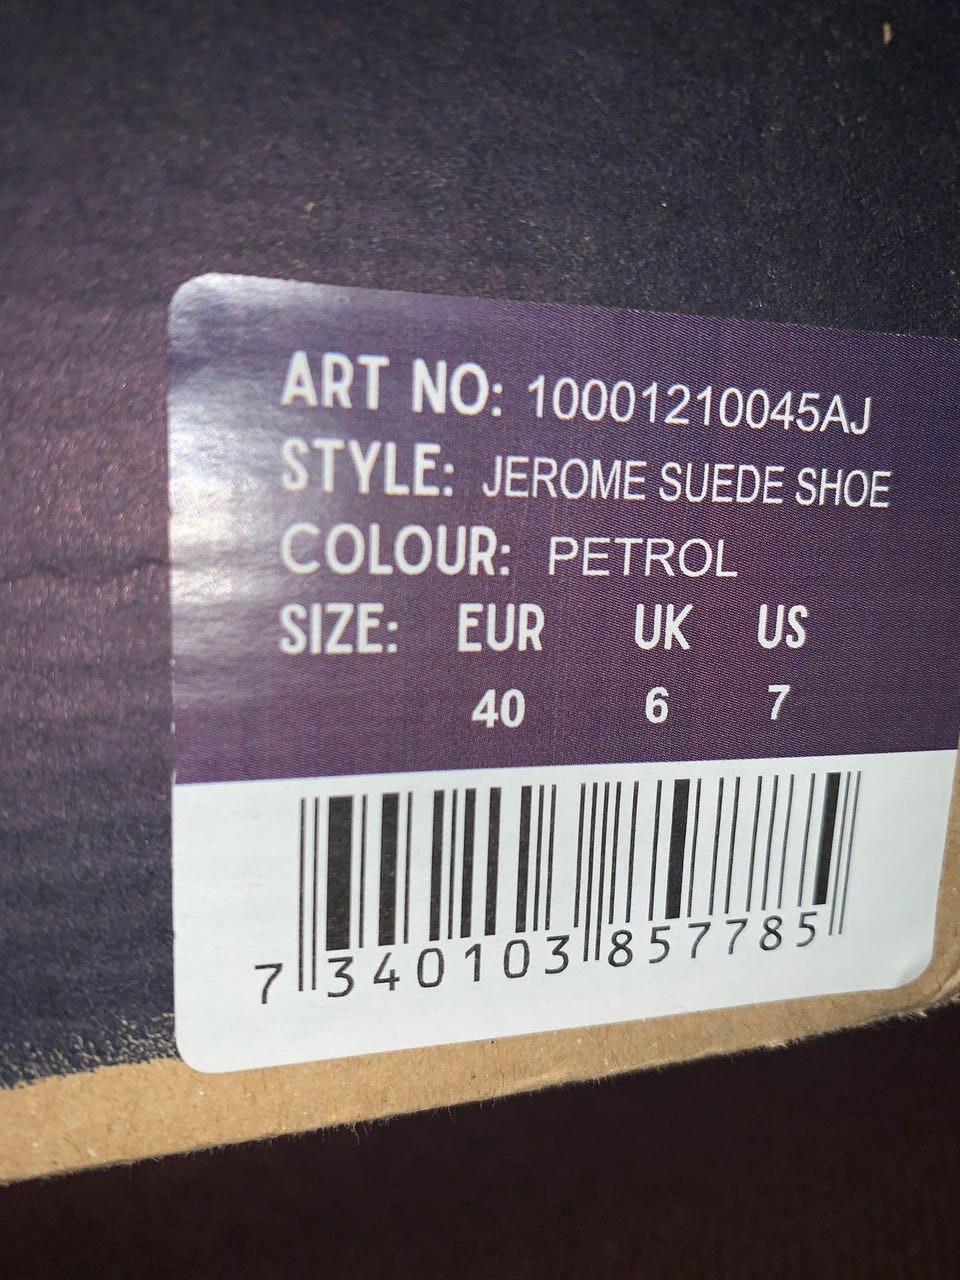 ART NO: 10001210045AJ
STYLE: JEROME SUEDE SHOE
COLOUR: PETROL
SIZE: EUR UK US
40 6 7
7 340103 857785